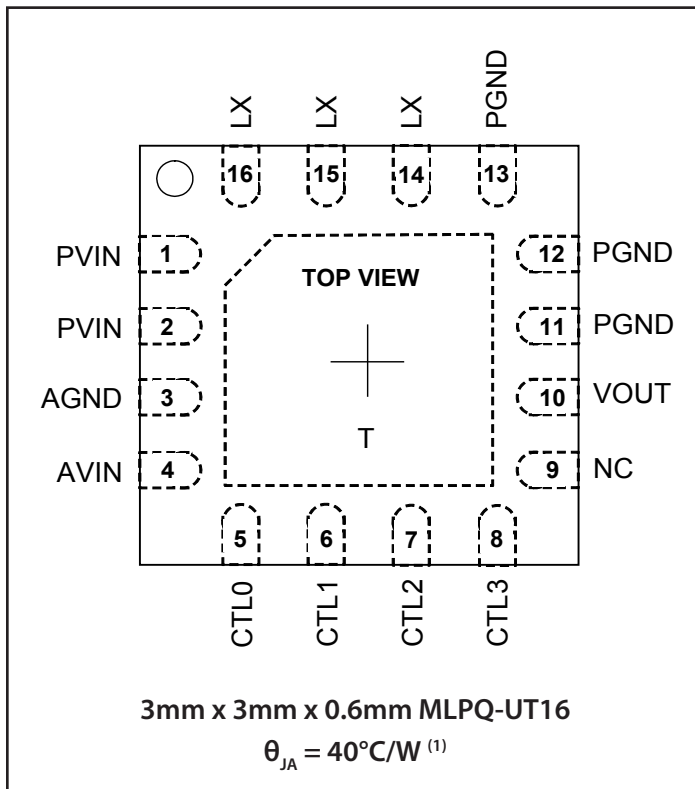 LX LX LX PGND
16 15 14 13
PVIN 1 12 PGND
TOP VIEW
PVIN 2 11 PGND
AGND 3 10 VOUT
T
AVIN 4 9 NC
5 6 7 8
CTL0 CTL1 CTL2 CTL3
3mm x 3mm x 0.6mm MLPQ-UT16
θJA = 40°C/W (1)